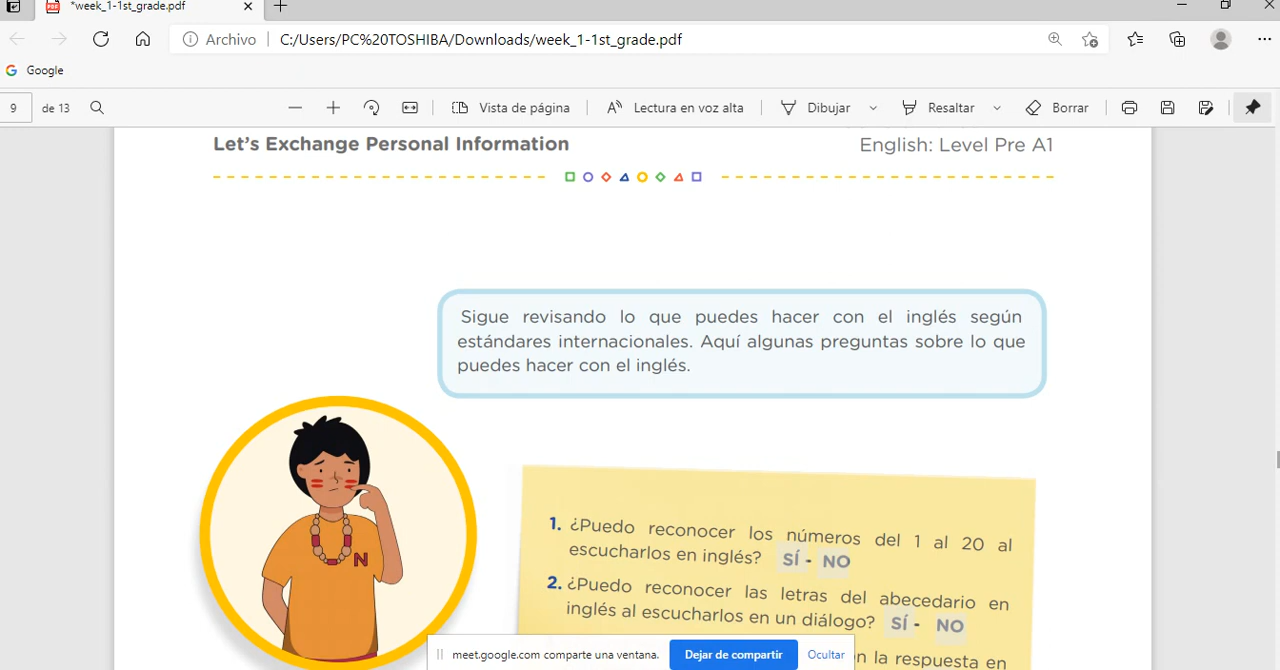 *week_1-1st_grade.pdf
Archivo C:/Users/PC%20TOSHIBA/Downloads/week_1-1st_grade.pdf
Google
9 de 13 Vista de página Lectura en voz alta Dibujar Resaltar Borrar
Let's Exchange Personal Information English: Level Pre A1
Sigue revisando lo que puedes hacer con el inglés según
estándares internacionales. Aquí algunas preguntas sobre lo que
puedes hacer con el inglés.
N
1. ¿Puedo reconocer los números del 1 al 20 al
escucharlos en inglés? SÍ - NO
2. ¿Puedo reconocer las letras del abecedario en
inglés al escucharlos en un diálogo? SÍ - NO
n la respuesta en
meet.google.com comparte una ventana. Dejar de compartir Ocultar